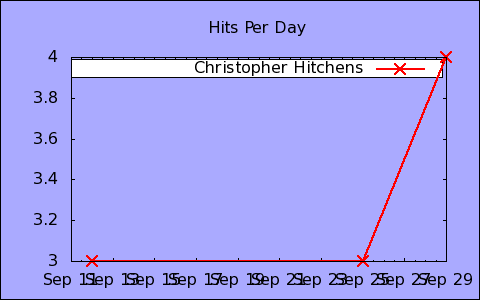 Hits Per Day
4
Christopher Hitchens
3.8
3.6
3.4
3.2
3
Sep 11 Sep 13 Sep 15 Sep 17 Sep 19 Sep 21 Sep 23 Sep 25 Sep 27 Sep 29